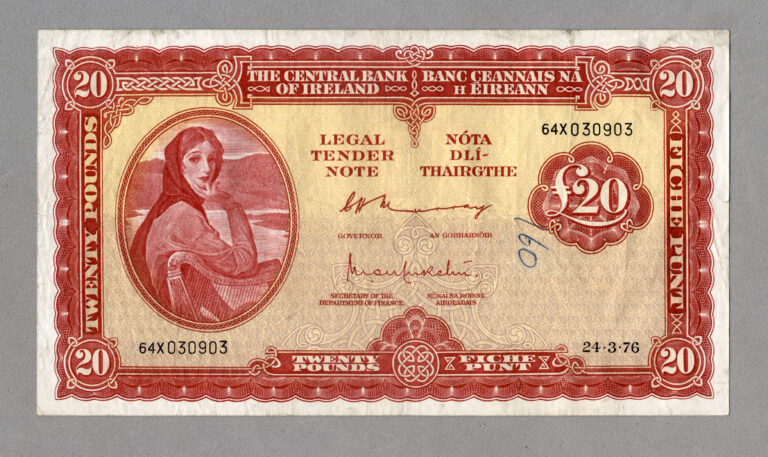 20
THE CENTRAL BANK
OF IRELAND
BANC CEANNAIS NA
H ÉIREANN
20
TWENTY POUNDS
LEGAL
TENDER
NOTE
NÓTA
DLÍ-
THAIRGTHE
64X030903
£20
FICHE PUNT
GOVERNOR
AN GOBHARNÓIR
160
SECRETARY OF THE
DEPARTMENT OF FINANCE.
RÚNAÍ NA ROINNE
AIRGEADAIS
64X030903
24·3·76
20
TWENTY
POUNDS
FICHE
PUNT
20